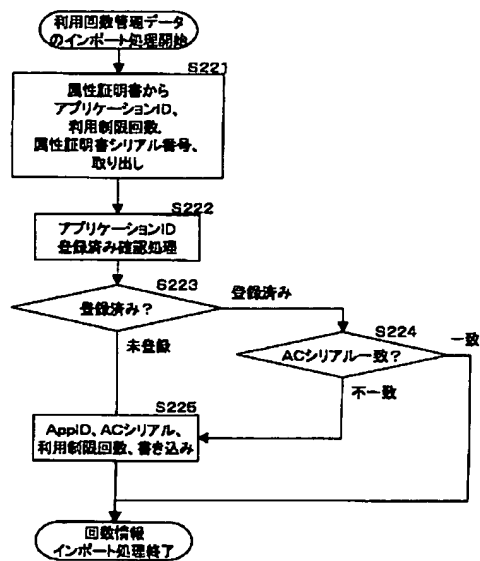 利用回数管理データ
のインポート処理開始
S221
属性証明書から
アプリケーションID、
利用制限回数、
属性証明書シリアル番号、
取り出し
S222
アプリケーションID
登録済み確認処理
S223
登録済み？
登録済み
未登録
S224
ACシリアル一致？
一致
不一致
S225
AppID、ACシリアル、
利用制限回数、書き込み
回数情報
インポート処理終了